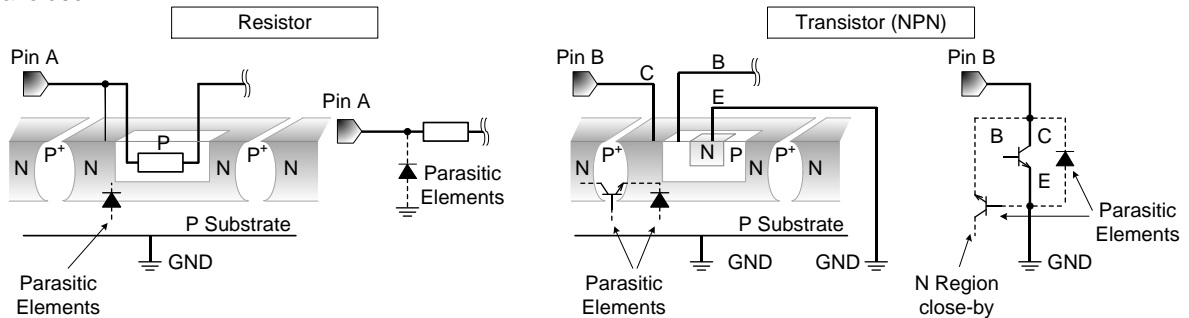 Resistor
Transistor (NPN)
Pin A
Pin A
N
P+
N
P
P+
N
N
Parasitic
Elements
P Substrate
GND
Parasitic
Elements
Pin B
C
B
E
N
P+
N
N
P
P+
N
N
P Substrate
GND
GND
Parasitic
Elements
Pin B
B
C
E
Parasitic
Elements
GND
N Region
close-by